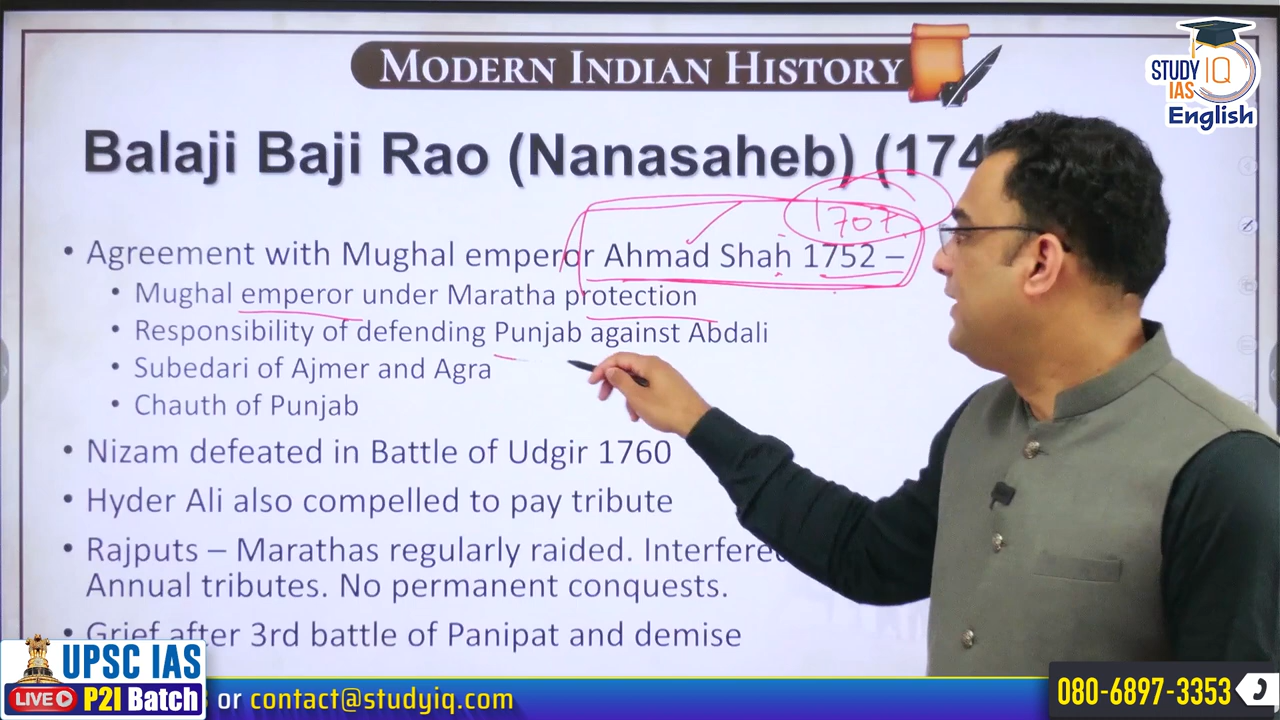 MODERN INDIAN HISTORY
STUDY IQ
IAS
English
Balaji Baji Rao (Nanasaheb) (174
1707
• Agreement with Mughal emperor Ahmad Shah 1752 –
• Mughal emperor under Maratha protection
• Responsibility of defending Punjab against Abdali
• Subedari of Ajmer and Agra
• Chauth of Punjab
• Nizam defeated in Battle of Udgir 1760
• Hyder Ali also compelled to pay tribute
• Rajputs – Marathas regularly raided. Interfered
Annual tributes. No permanent conquests.
• Grief after 3rd battle of Panipat and demise
UPSC IAS
LIVE P2I Batch
or contact@studyiq.com
080-6897-3353